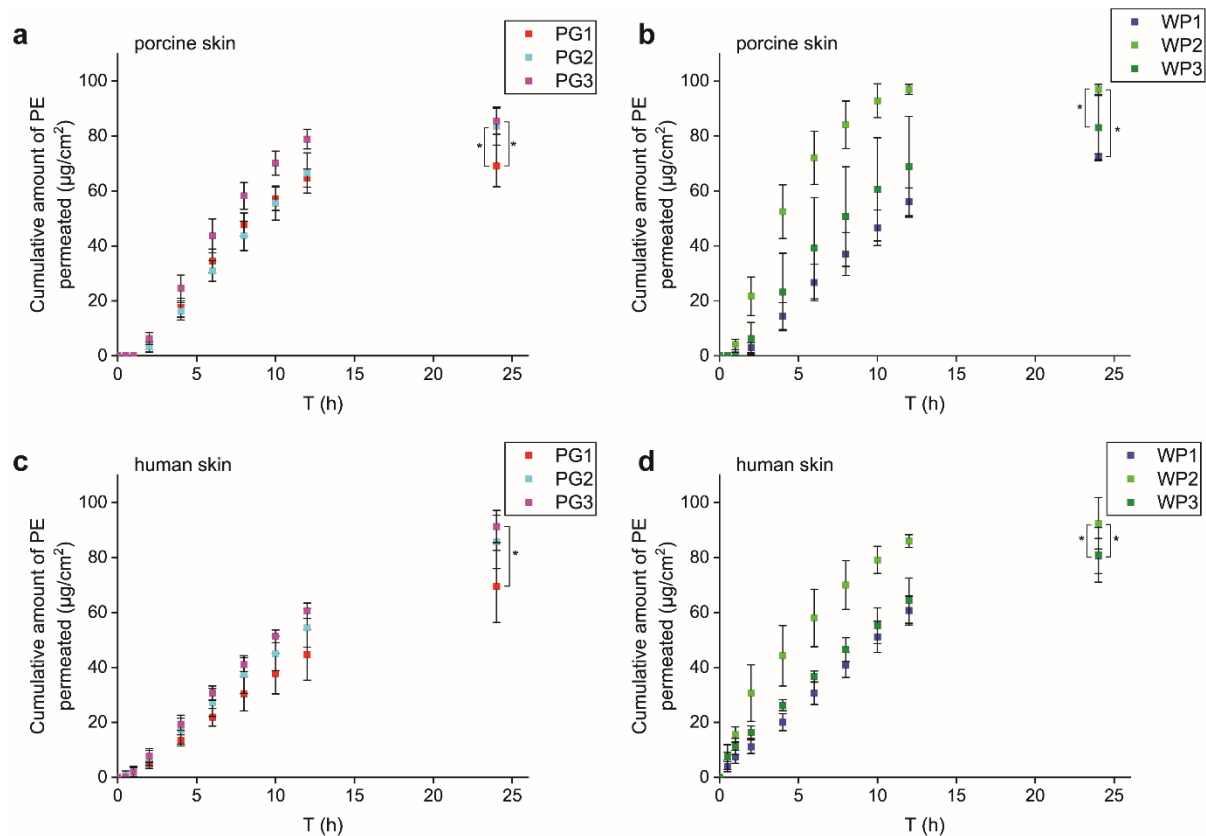 a
porcine skin
PG1
PG2
PG3
Cumulative amount of PE
permeated (µg/cm²)
100
80
60
40
20
0
* *
0 5 10 15 20 25
T (h)
b
porcine skin
WP1
WP2
WP3
Cumulative amount of PE
permeated (µg/cm²)
100
80
60
40
20
0
* *
0 5 10 15 20 25
T (h)
c
human skin
PG1
PG2
PG3
Cumulative amount of PE
permeated (µg/cm²)
100
80
60
40
20
0
*
0 5 10 15 20 25
T (h)
d
human skin
WP1
WP2
WP3
Cumulative amount of PE
permeated (µg/cm²)
100
80
60
40
20
0
* *
0 5 10 15 20 25
T (h)